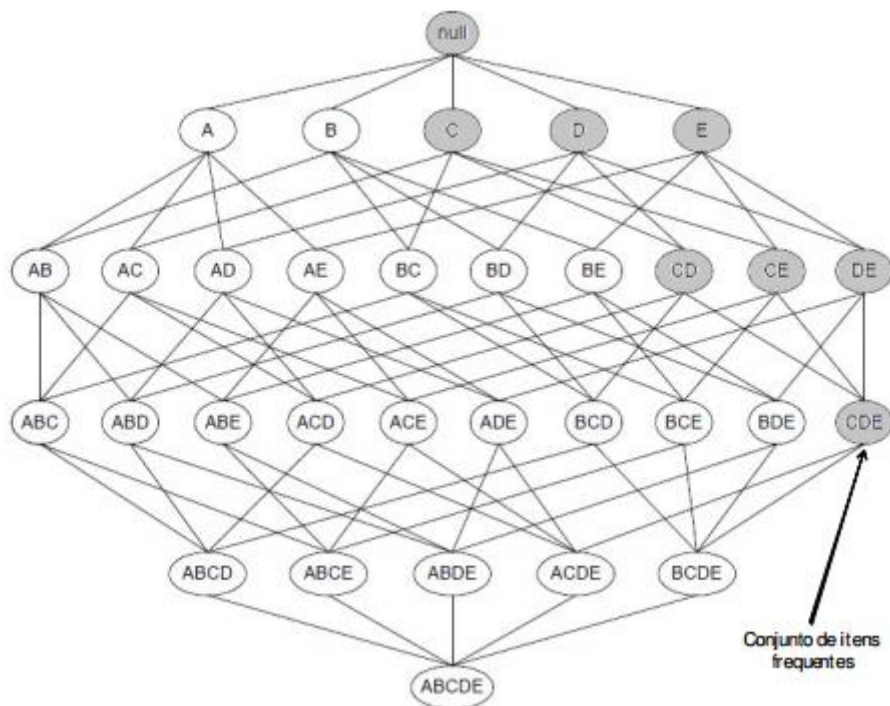 null
A B C D E
AB AC AD AE BC BD BE CD CE DE
ABC ABD ABE ACD ACE ADE BCD BCE BDE CDE
ABCD ABCE ABDE ACDE BCDE
Conjunto de itens
frequentes
ABCDE